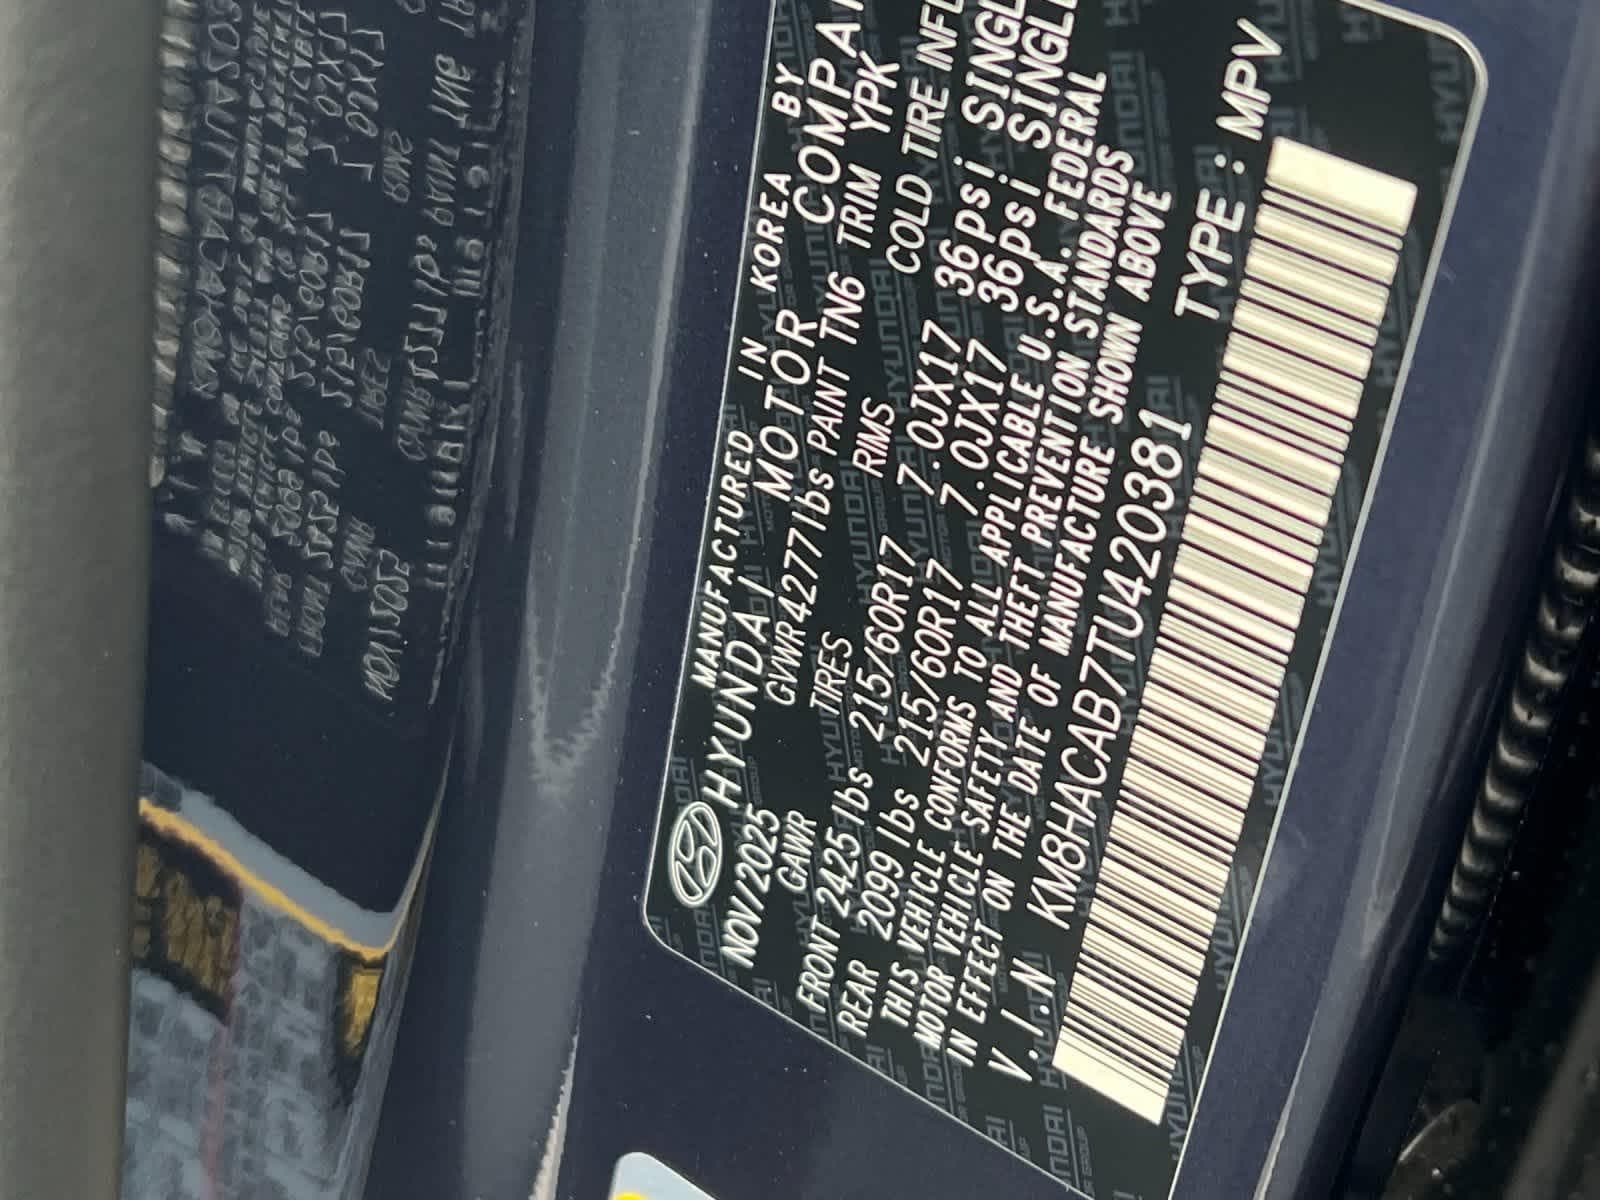 MANUFACTURED IN KOREA BY
HYUNDAI MOTOR COMPA
NOV/2025 GVWR 4277lbs PAINT TN6 TRIM YPK
GAWR TIRES RIMS COLD TIRE INFL
FRONT 2425lbs 215/60R17 7.0JX17 36psi SINGL
REAR 2099lbs 215/60R17 7.0JX17 36psi SINGLE
THIS VEHICLE CONFORMS TO ALL APPLICABLE U.S.A. FEDERAL
MOTOR VEHICLE SAFETY AND THEFT PREVENTION STANDARDS
IN EFFECT ON THE DATE OF MANUFACTURE SHOWN ABOVE
V.I.N KM8HACAB7TU420381 TYPE : MPV